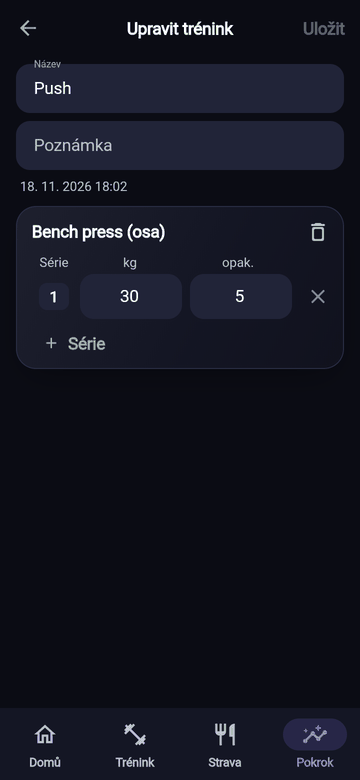 Upravit trénink
Uložit
Název
Push
Poznámka
18. 11. 2026 18:02
Bench press (osa)
Série kg opak.
1 30 5
+ Série
Domů Trénink Strava Pokrok